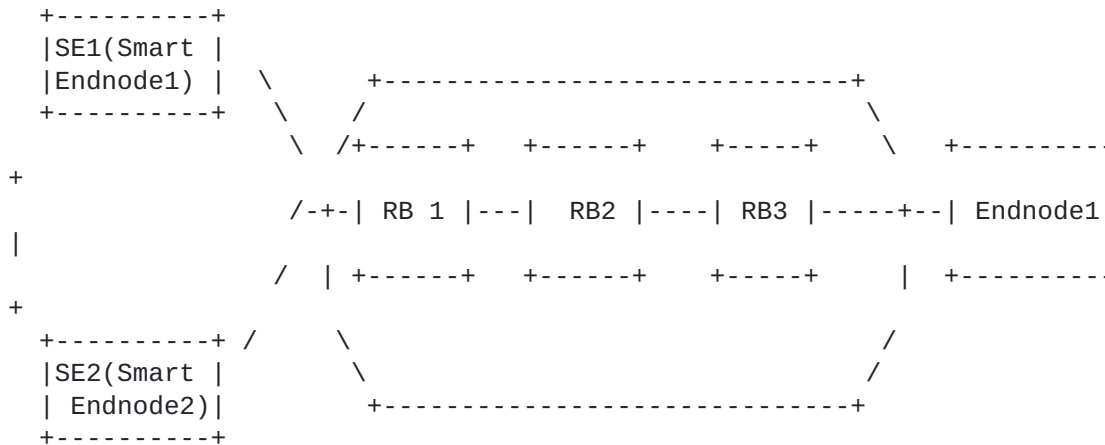 +----------+
|SE1(Smart |
|Endnode1) |  \      +------------------------------+
+----------+   \    /                                \
                \  /+------+   +------+    +-----+    \   +----------
+
                /-+-| RB 1 |---|  RB2 |----| RB3 |-----+--| Endnode1
|
               /  | +------+   +------+    +-----+     |  +----------
+
+----------+ /     \                                  /
|SE2(Smart |        \                                /
| Endnode2)|         +------------------------------+
+----------+